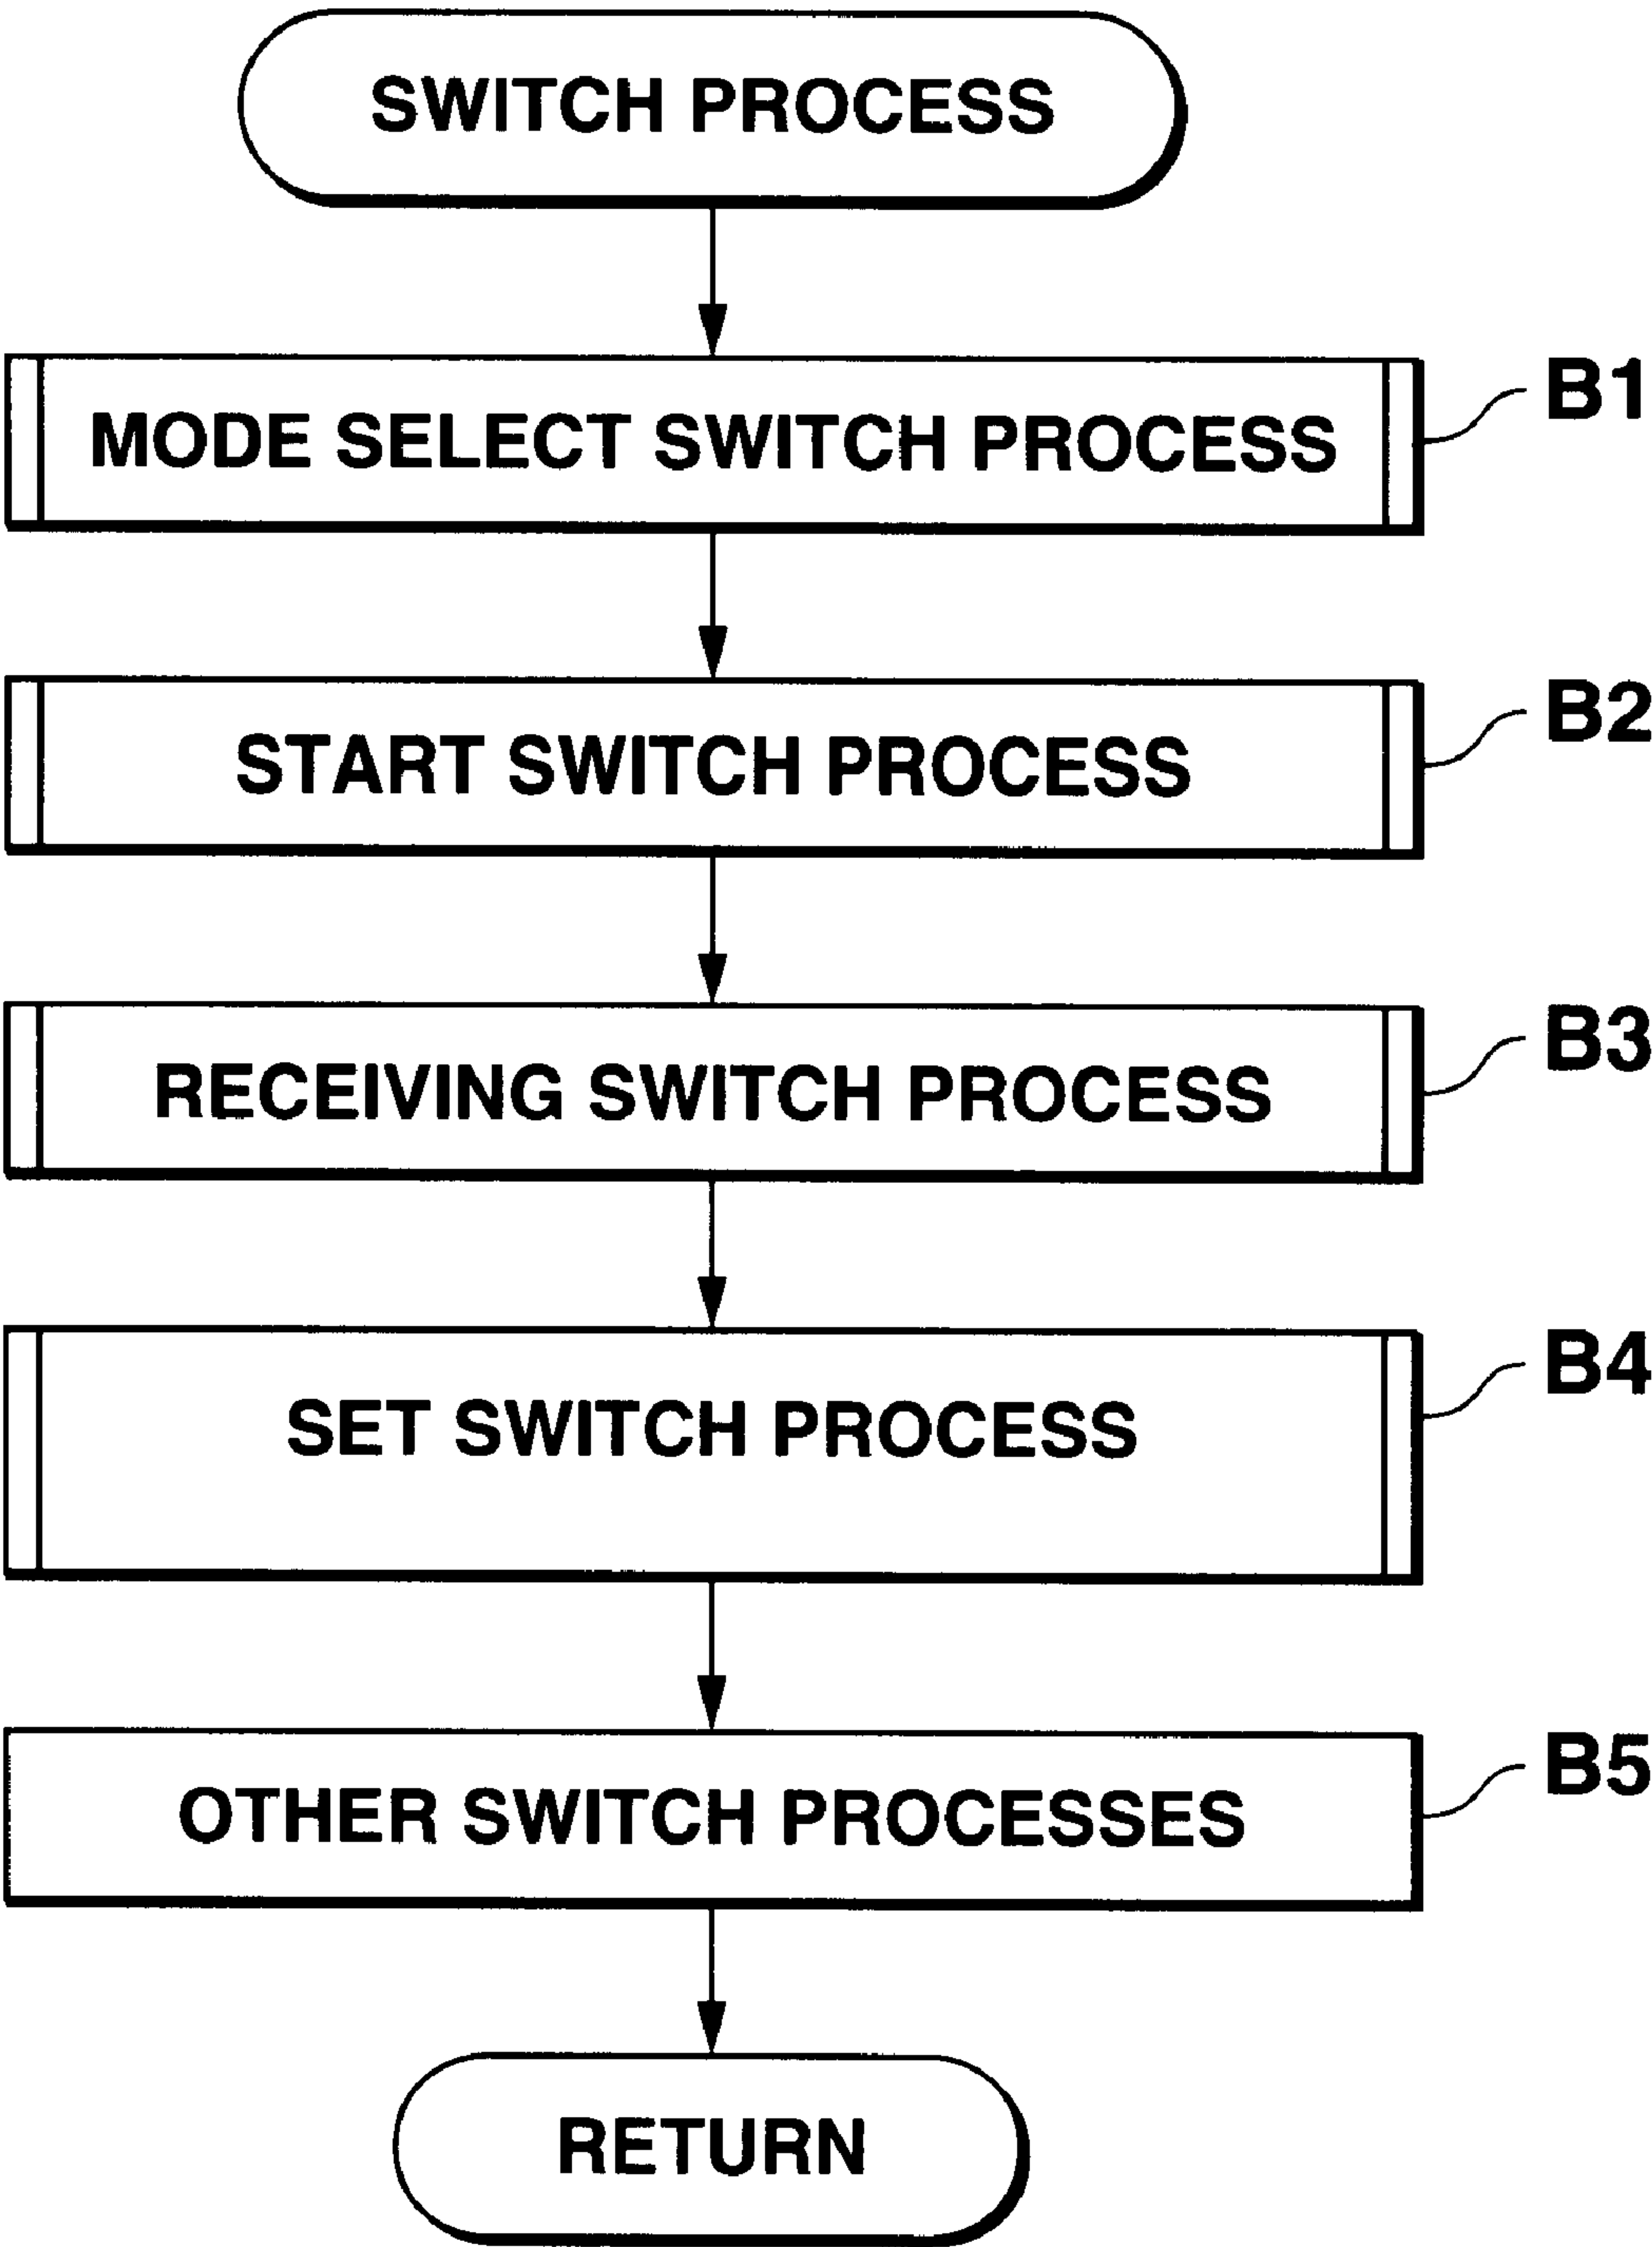 SWITCH PROCESS
MODE SELECT SWITCH PROCESS
B1
START SWITCH PROCESS
B2
RECEIVING SWITCH PROCESS
B3
SET SWITCH PROCESS
B4
OTHER SWITCH PROCESSES
B5
RETURN